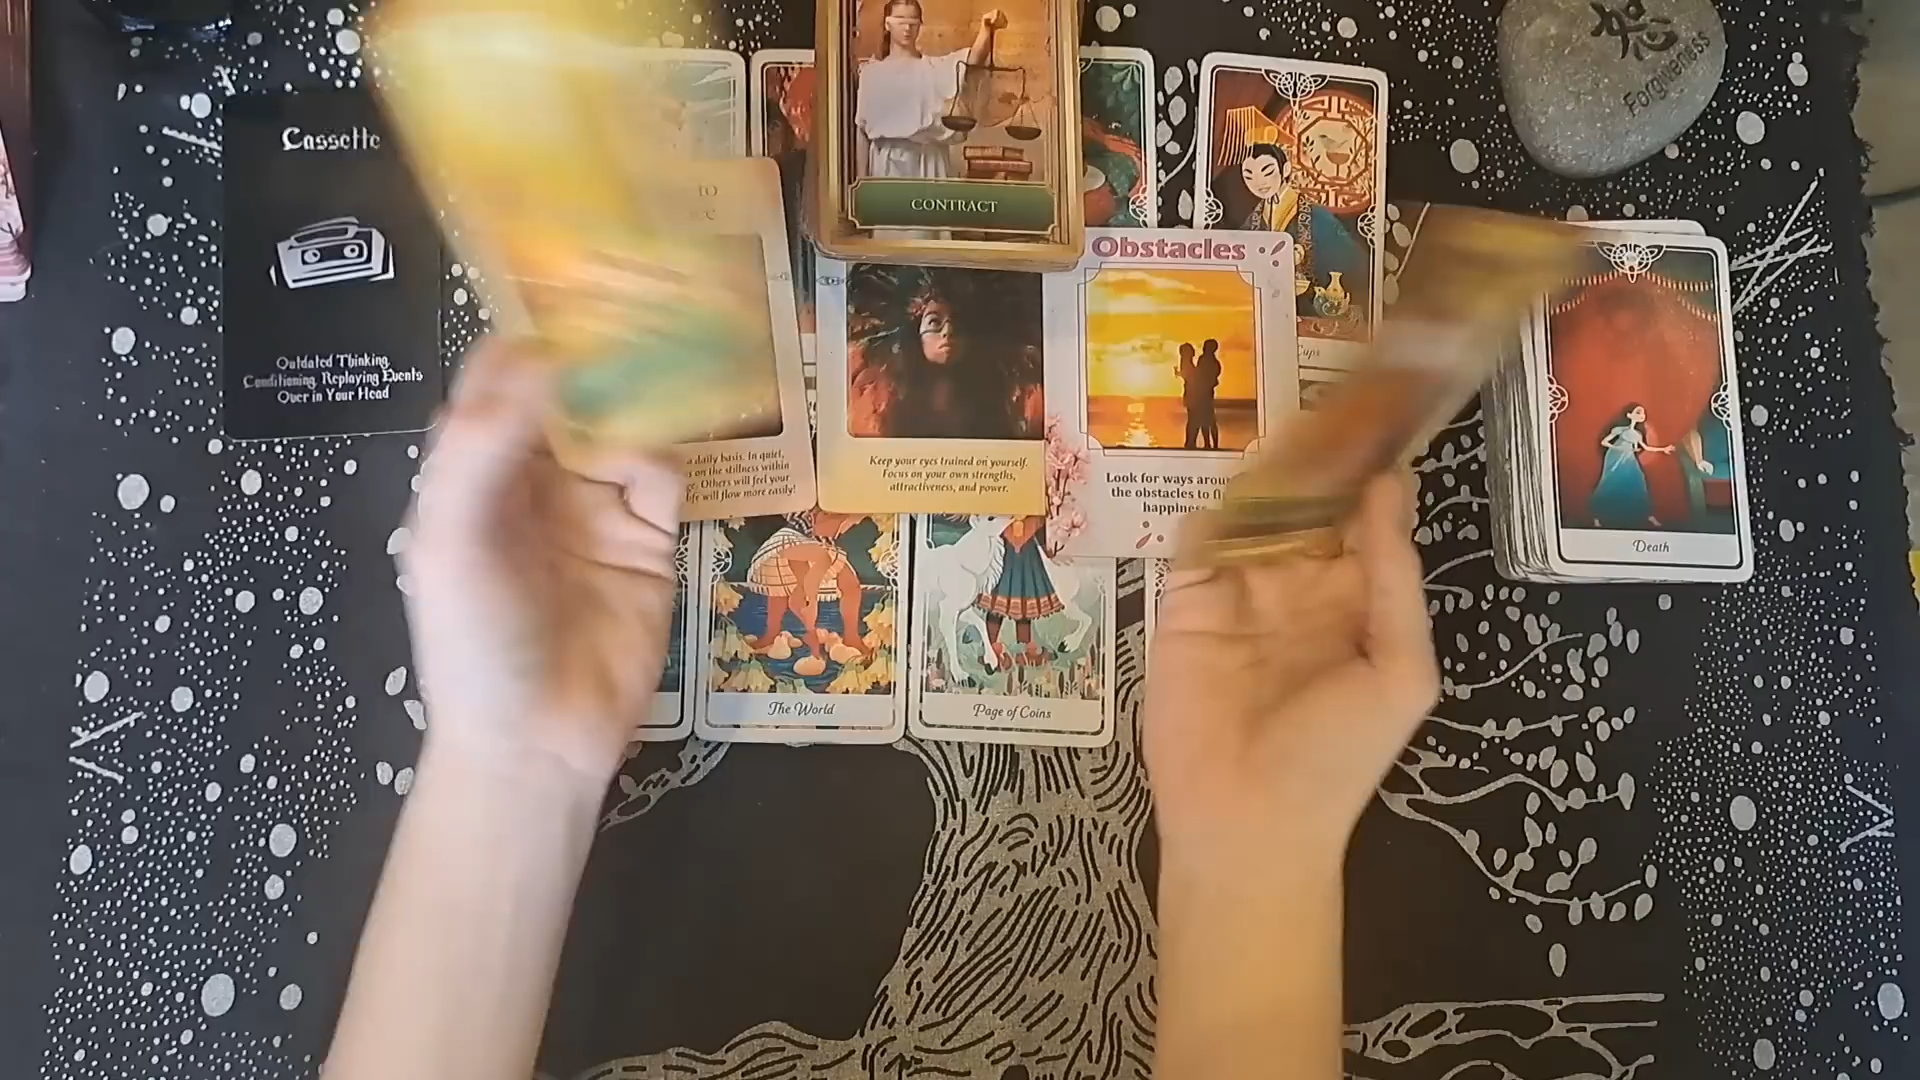 Cassette
Outdated Thinking,
Conditioning, Replaying Events
Over in Your Head
TO
CONTRACT
怒
Forgiveness
a daily basis. In quiet,
on the stillness within
Others will feel your
life will flow more easily!
Keep your eyes trained on yourself.
Focus on your own strengths,
attractiveness, and power.
Obstacles
Look for ways
the obstacles to
happiness
Cups
Death
The World
Page of Coins